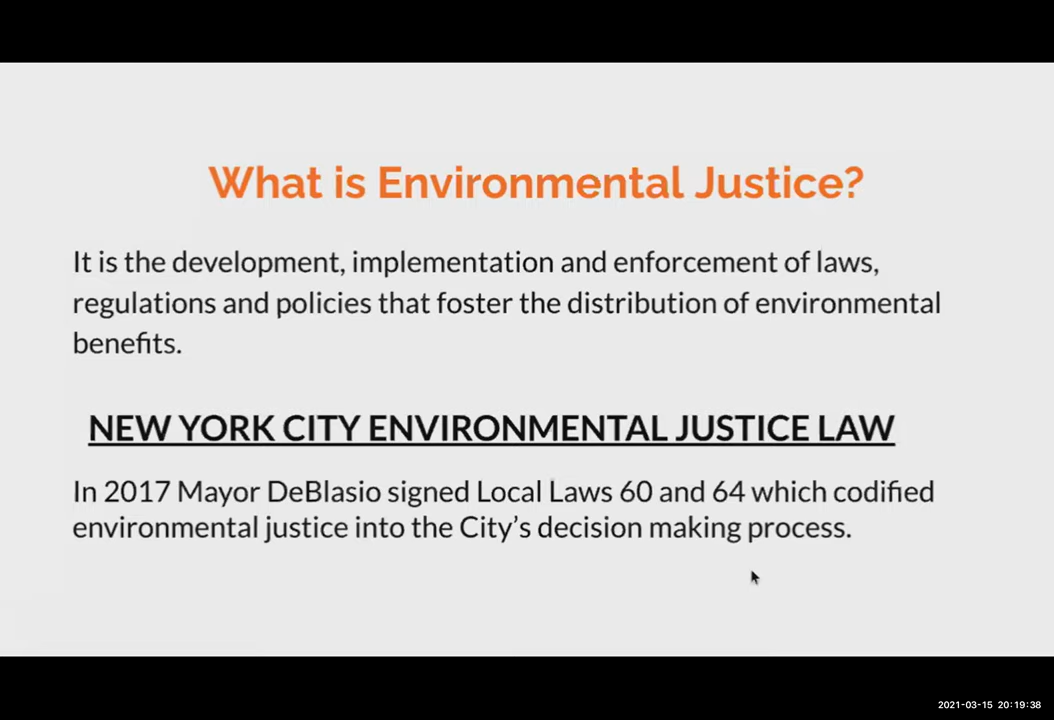 What is Environmental Justice?
It is the development, implementation and enforcement of laws,
regulations and policies that foster the distribution of environmental
benefits.
NEW YORK CITY ENVIRONMENTAL JUSTICE LAW
In 2017 Mayor DeBlasio signed Local Laws 60 and 64 which codified
environmental justice into the City’s decision making process.
2021-03-15 20:19:38